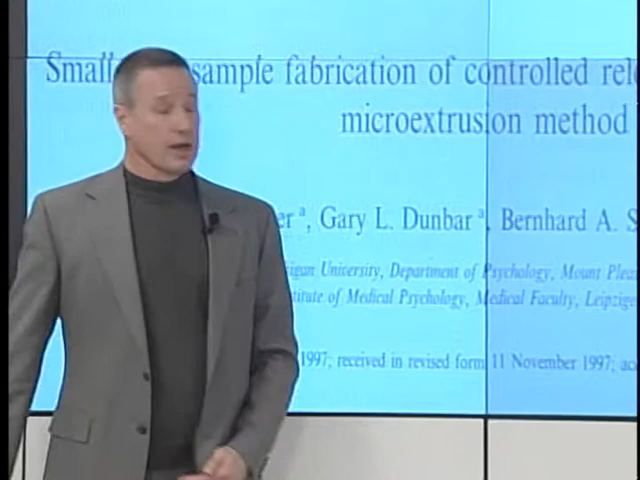 Small sample fabrication of controlled rel
microextrusion method
er a, Gary L. Dunbar a, Bernhard A. S
igan University, Department of Psychology, Mount Plea
titute of Medical Psychology, Medical Faculty, Leipzig
1997; received in revised form 11 November 1997; ac